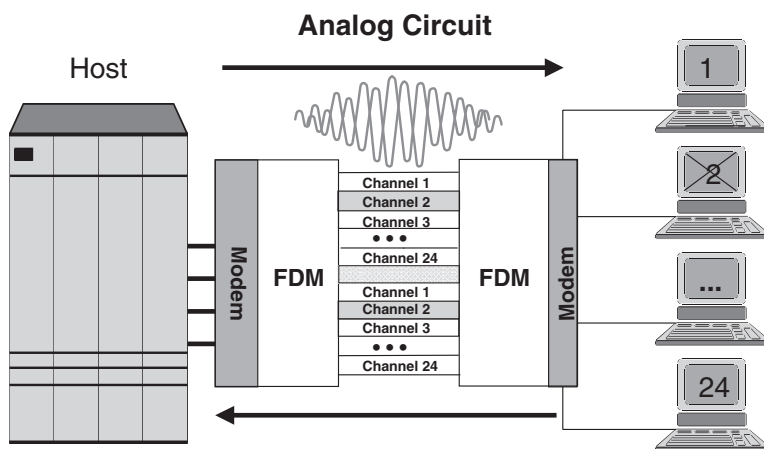 Analog Circuit
Host
Modem
FDM
Channel 1
Channel 2
Channel 3
• • •
Channel 24
Channel 1
Channel 2
Channel 3
• • •
Channel 24
FDM
Modem
1
2
...
24